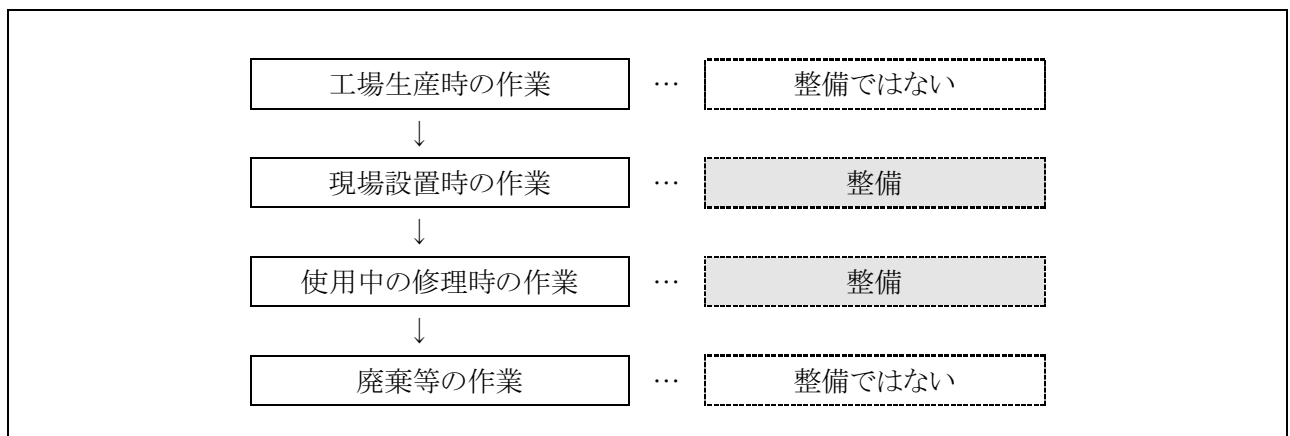 工場生産時の作業 … 整備ではない
↓
現場設置時の作業 … 整備
↓
使用中の修理時の作業 … 整備
↓
廃棄等の作業 … 整備ではない